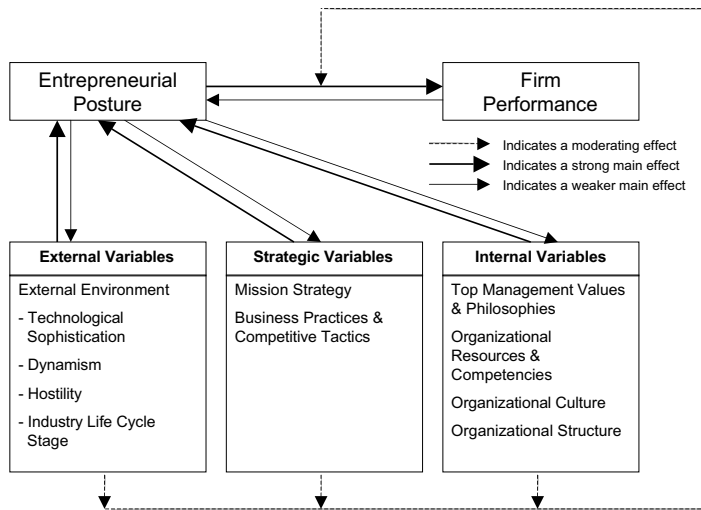 Entrepreneurial
Posture
Firm
Performance
Indicates a moderating effect
Indicates a strong main effect
Indicates a weaker main effect
External Variables
External Environment
- Technological
Sophistication
- Dynamism
- Hostility
- Industry Life Cycle
Stage
Strategic Variables
Mission Strategy
Business Practices &
Competitive Tactics
Internal Variables
Top Management Values
& Philosophies
Organizational
Resources &
Competencies
Organizational Culture
Organizational Structure